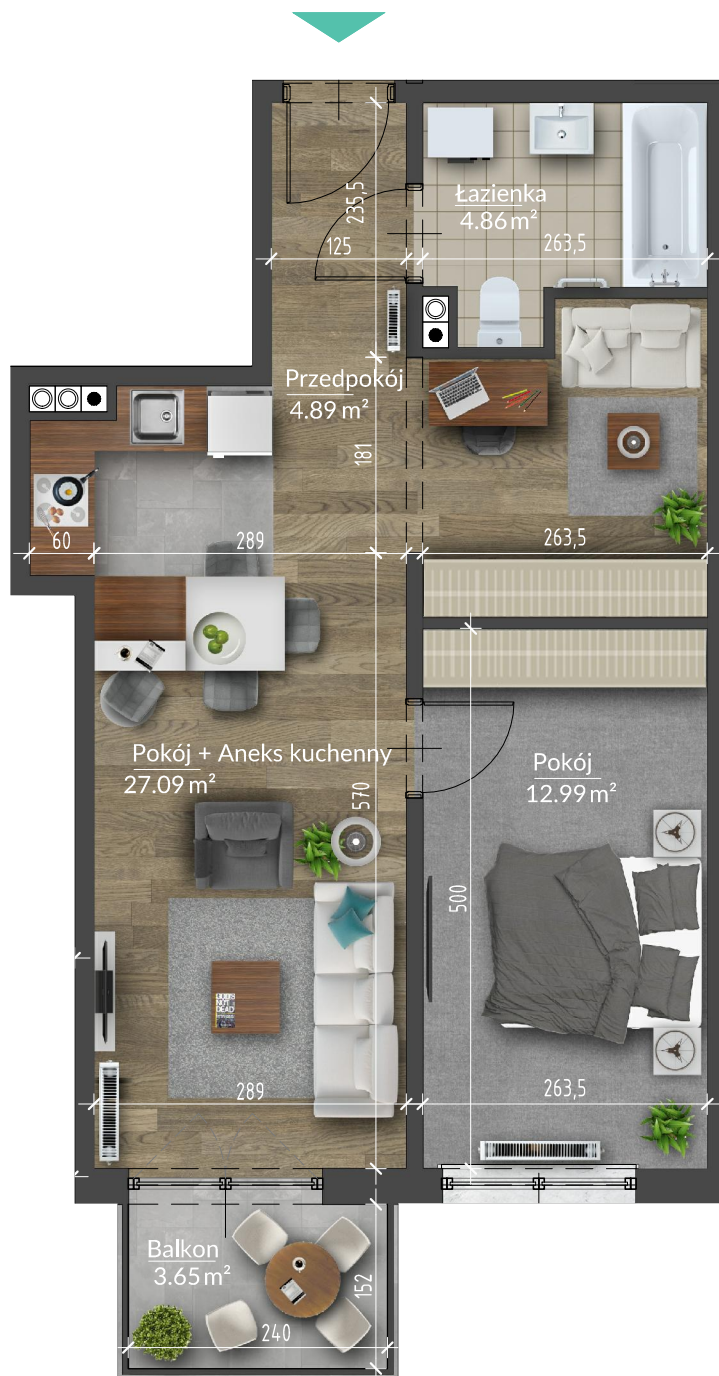 235,5
Łazienka
4.86 m²
125
263,5
Przedpokój
4.89 m²
181
60
289
263,5
Pokój + Aneks kuchenny
27.09 m²
Pokój
12.99 m²
570
500
289
263,5
Balkon
3.65 m²
152
240